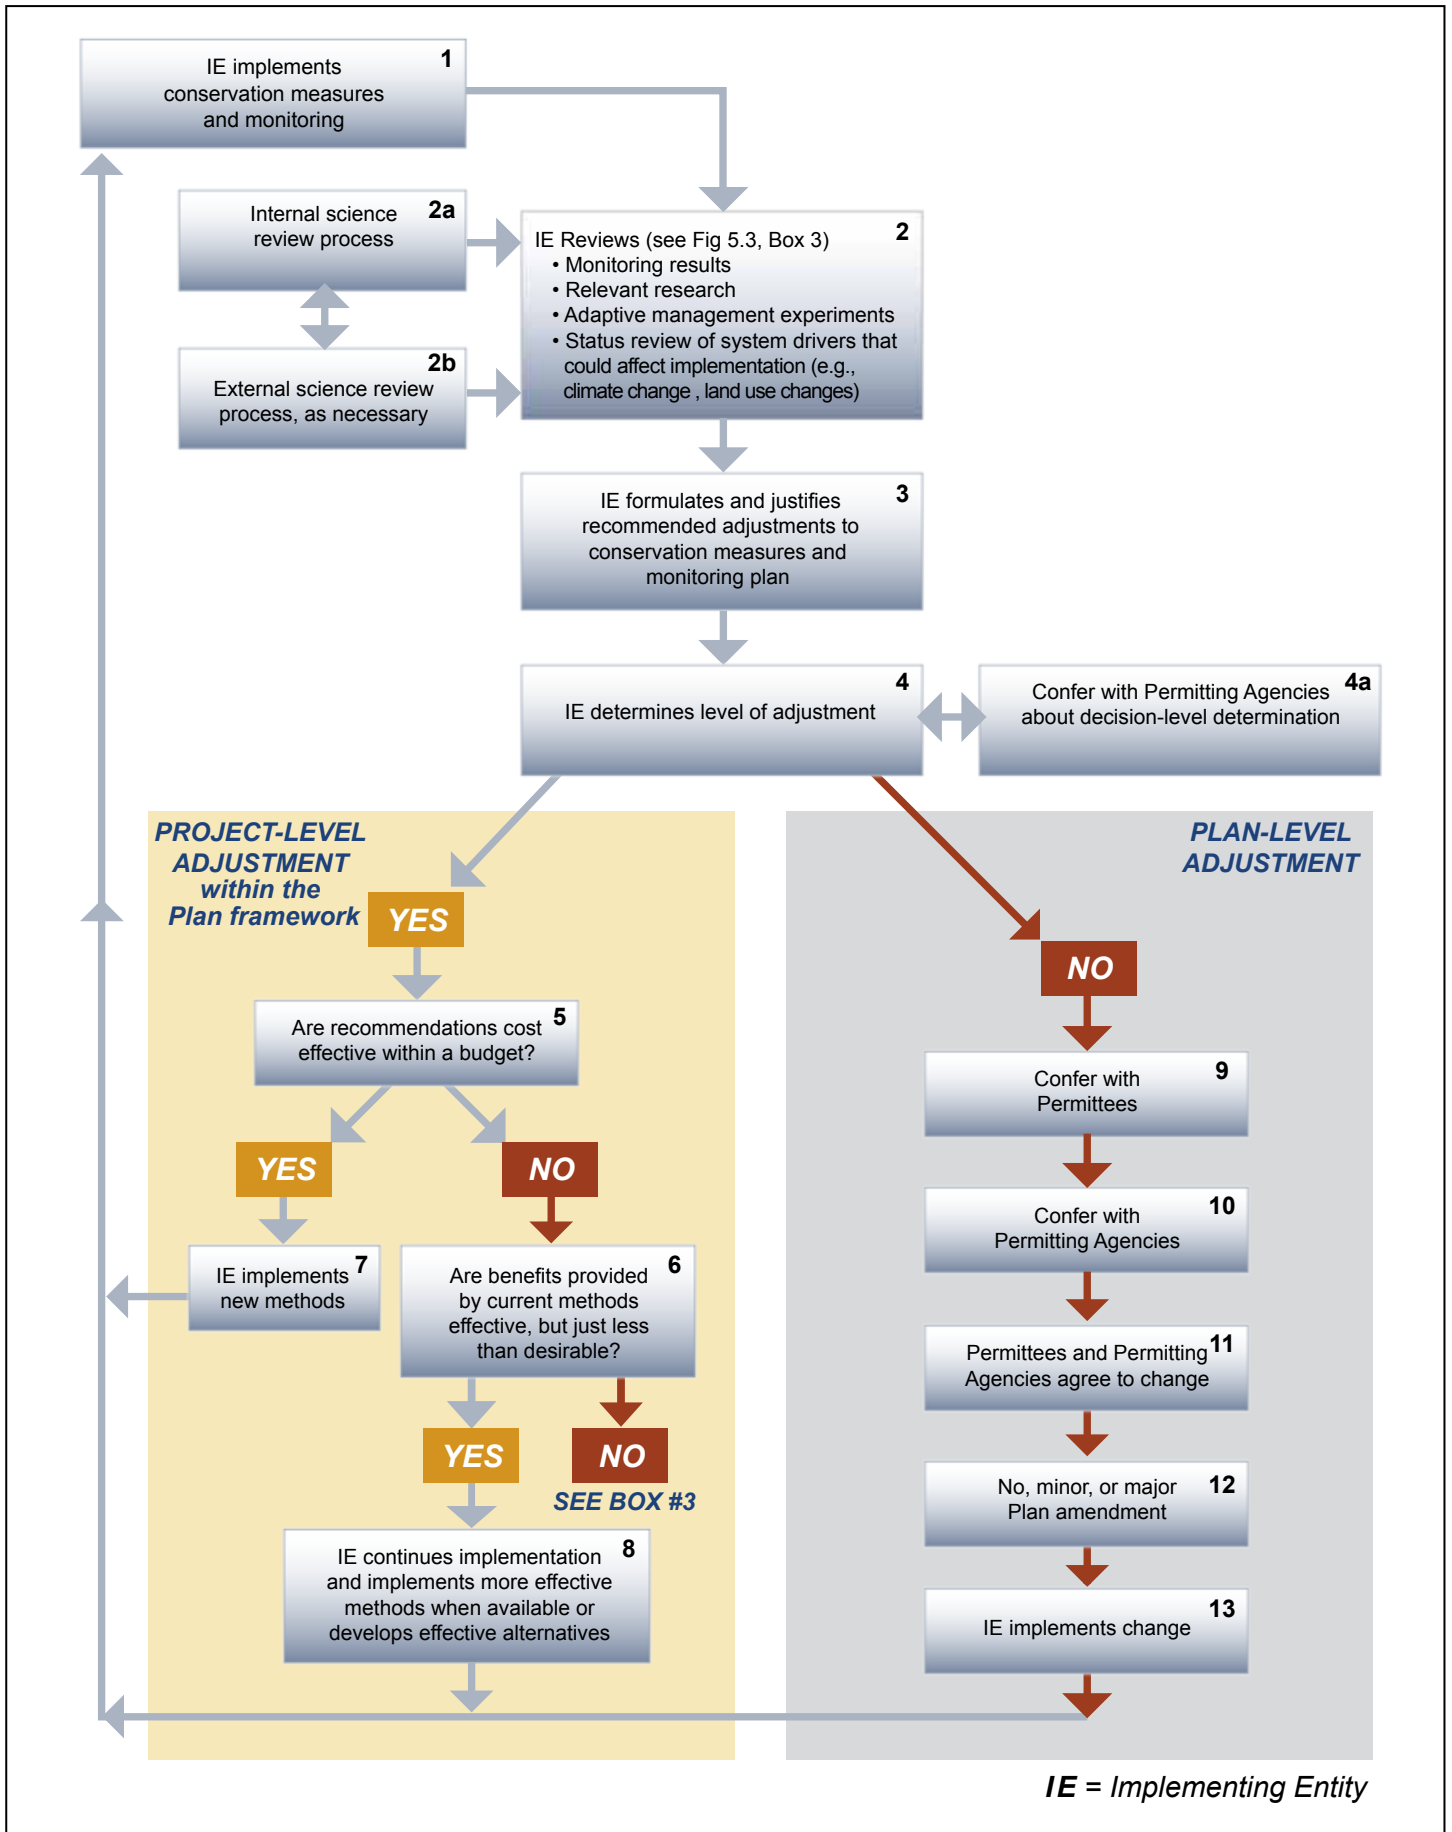 1
IE implements
conservation measures
and monitoring
2a
Internal science
review process
2b
External science review
process, as necessary
2
IE Reviews (see Fig 5.3, Box 3)
• Monitoring results
• Relevant research
• Adaptive management experiments
• Status review of system drivers that
could affect implementation (e.g.,
climate change , land use changes)
3
IE formulates and justifies
recommended adjustments to
conservation measures and
monitoring plan
4
IE determines level of adjustment
4a
Confer with Permitting Agencies
about decision-level determination
PROJECT-LEVEL
ADJUSTMENT
within the
Plan framework
YES
5
Are recommendations cost
effective within a budget?
YES
NO
7
IE implements
new methods
6
Are benefits provided
by current methods
effective, but just less
than desirable?
YES
NO
SEE BOX #3
8
IE continues implementation
and implements more effective
methods when available or
develops effective alternatives
PLAN-LEVEL
ADJUSTMENT
NO
9
Confer with
Permittees
10
Confer with
Permitting Agencies
11
Permittees and Permitting
Agencies agree to change
12
No, minor, or major
Plan amendment
13
IE implements change
IE = Implementing Entity